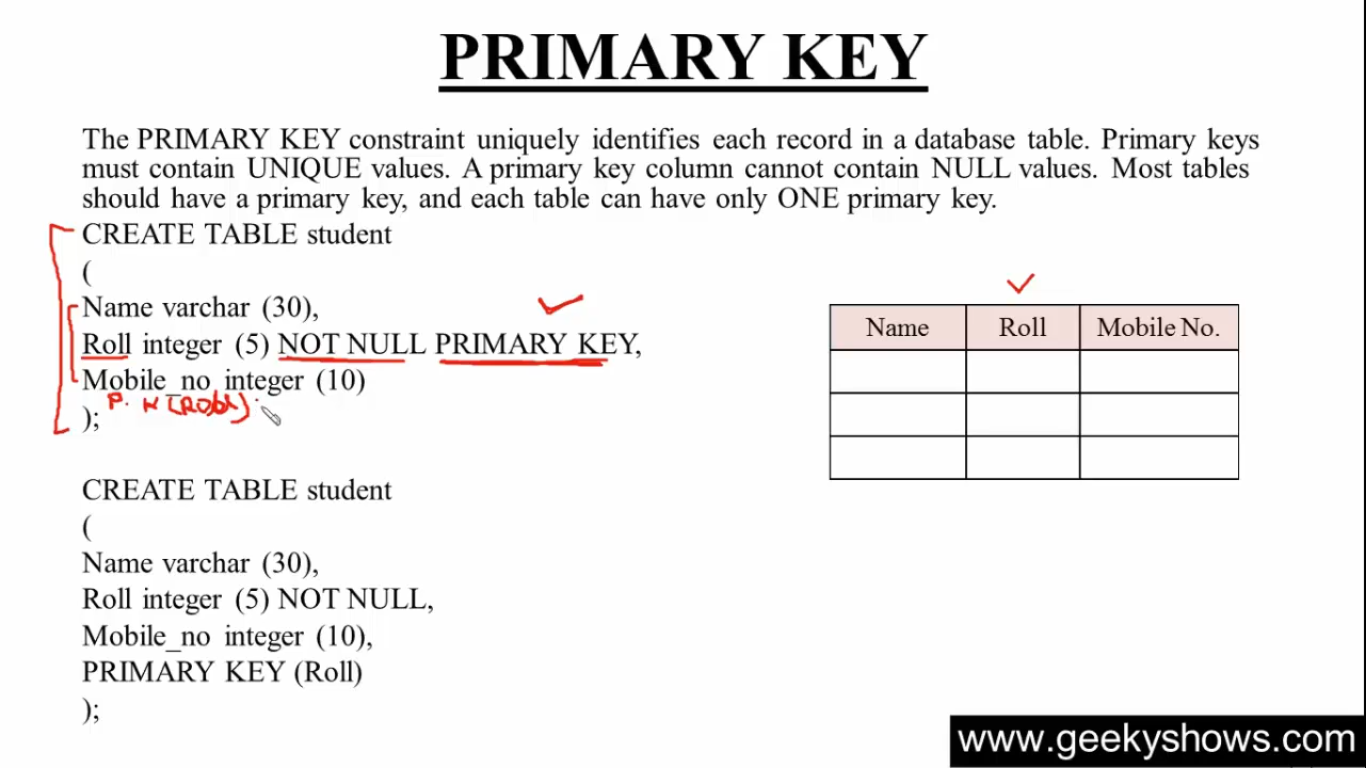 PRIMARY KEY
The PRIMARY KEY constraint uniquely identifies each record in a database table. Primary keys
must contain UNIQUE values. A primary key column cannot contain NULL values. Most tables
should have a primary key, and each table can have only ONE primary key.
CREATE TABLE student
(
Name varchar (30),
Roll integer (5) NOT NULL PRIMARY KEY,
Mobile_no integer (10)
P. K (Roll)
);
Name Roll Mobile No.
CREATE TABLE student
(
Name varchar (30),
Roll integer (5) NOT NULL,
Mobile_no integer (10),
PRIMARY KEY (Roll)
);
www.geekyshows.com